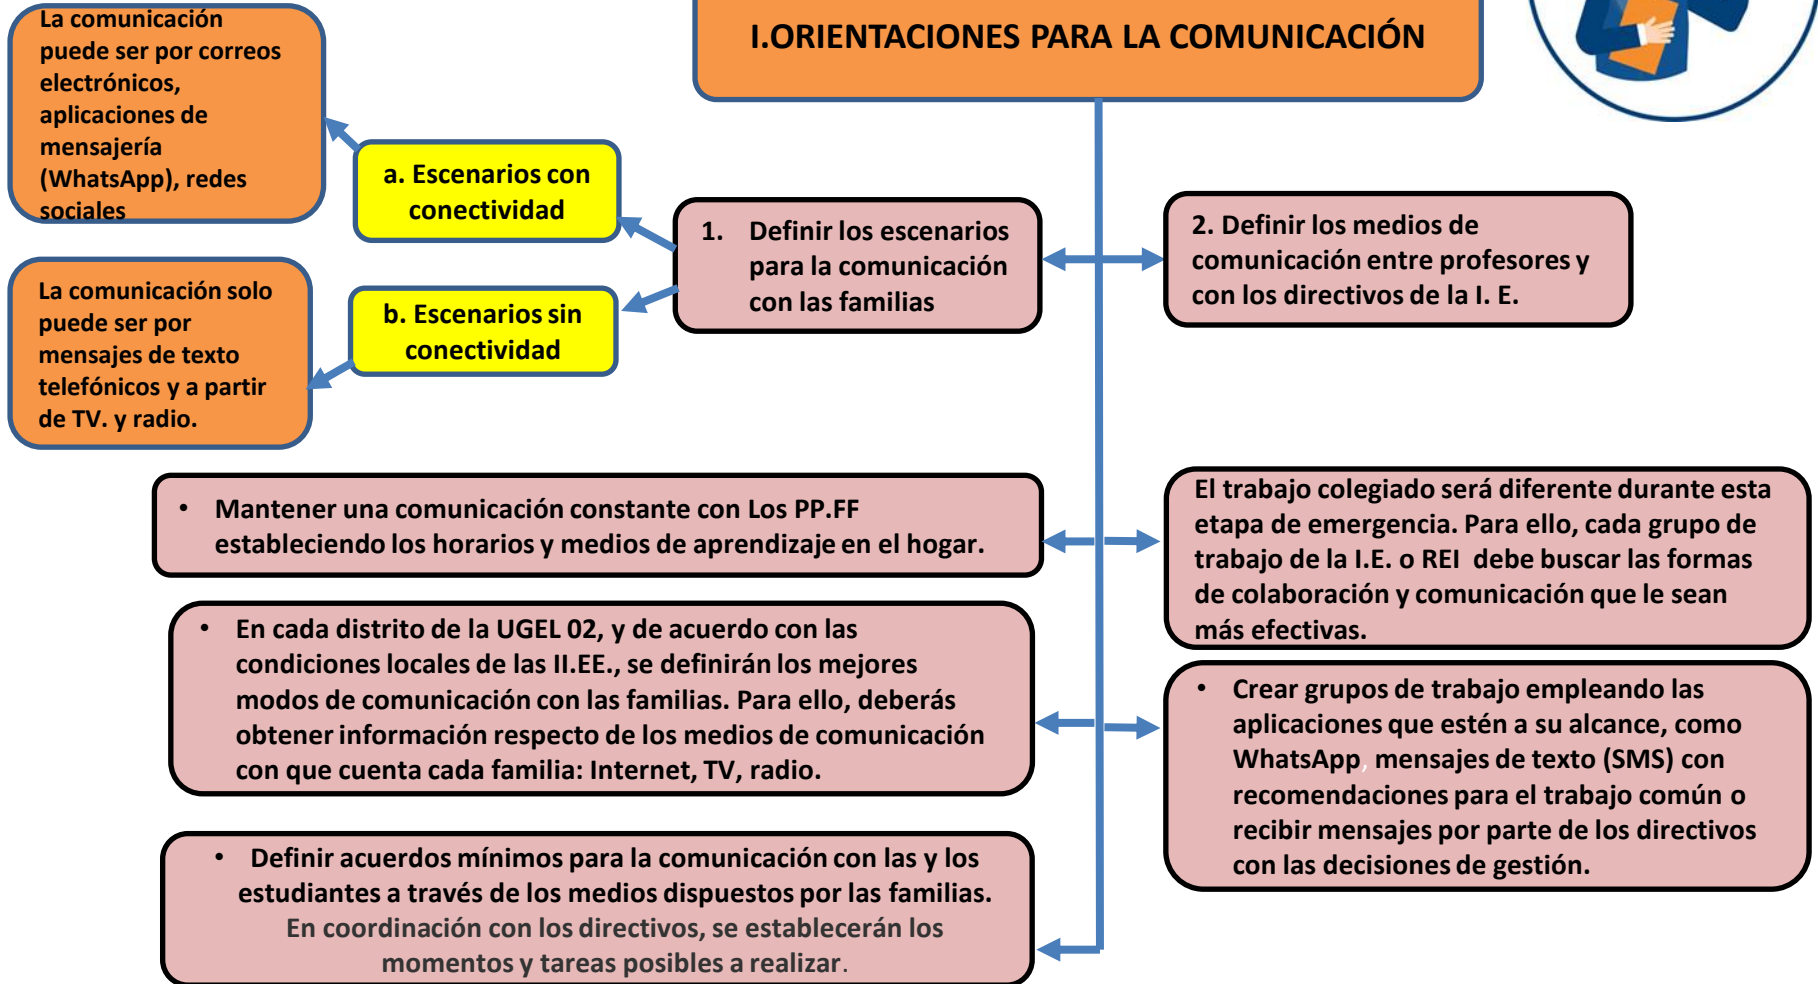 I.ORIENTACIONES PARA LA COMUNICACIÓN
La comunicación
puede ser por correos
electrónicos,
aplicaciones de
mensajería
(WhatsApp), redes
sociales
a. Escenarios con
conectividad
1. Definir los escenarios
para la comunicación
con las familias
2. Definir los medios de
comunicación entre profesores y
con los directivos de la I. E.
La comunicación solo
puede ser por
mensajes de texto
telefónicos y a partir
de TV. y radio.
b. Escenarios sin
conectividad
• Mantener una comunicación constante con Los PP.FF
estableciendo los horarios y medios de aprendizaje en el hogar.
El trabajo colegiado será diferente durante esta
etapa de emergencia. Para ello, cada grupo de
trabajo de la I.E. o REI debe buscar las formas
de colaboración y comunicación que le sean
más efectivas.
• En cada distrito de la UGEL 02, y de acuerdo con las
condiciones locales de las II.EE., se definirán los mejores
modos de comunicación con las familias. Para ello, deberás
obtener información respecto de los medios de comunicación
con que cuenta cada familia: Internet, TV, radio.
• Crear grupos de trabajo empleando las
aplicaciones que estén a su alcance, como
WhatsApp, mensajes de texto (SMS) con
recomendaciones para el trabajo común o
recibir mensajes por parte de los directivos
con las decisiones de gestión.
• Definir acuerdos mínimos para la comunicación con las y los
estudiantes a través de los medios dispuestos por las familias.
En coordinación con los directivos, se establecerán los
momentos y tareas posibles a realizar.